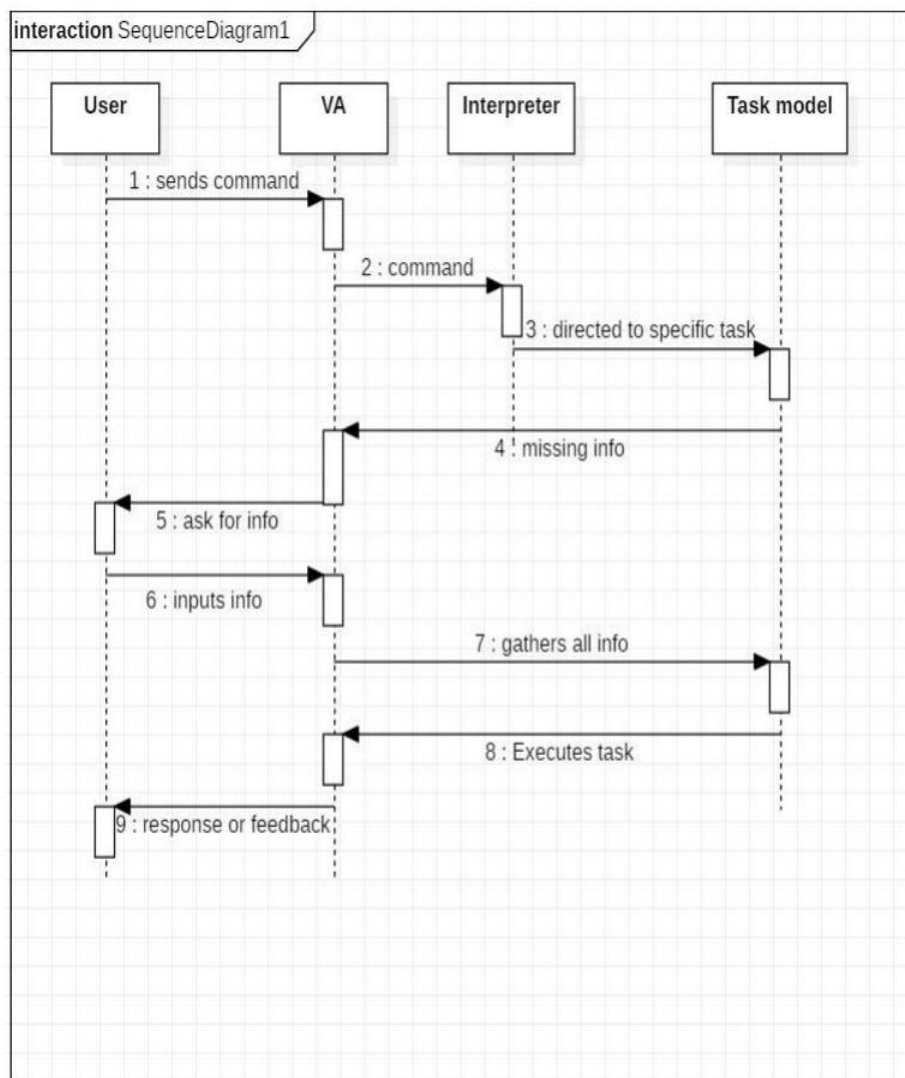 interaction SequenceDiagram1
User
VA
Interpreter
Task model
1 : sends command
2 : command
3 : directed to specific task
4 : missing info
5 : ask for info
6 : inputs info
7 : gathers all info
8 : Executes task
9 : response or feedback